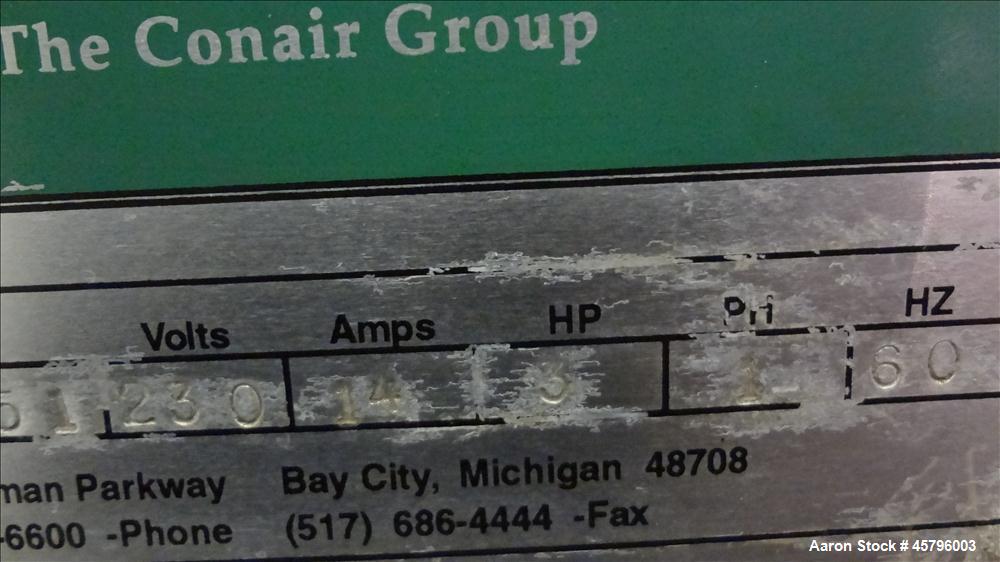 The Conair Group
Volts Amps HP PH HZ
51 230 14 3 1 60
man Parkway Bay City, Michigan 48708
-6600 -Phone (517) 686-4444 -Fax
Aaron Stock # 45796003